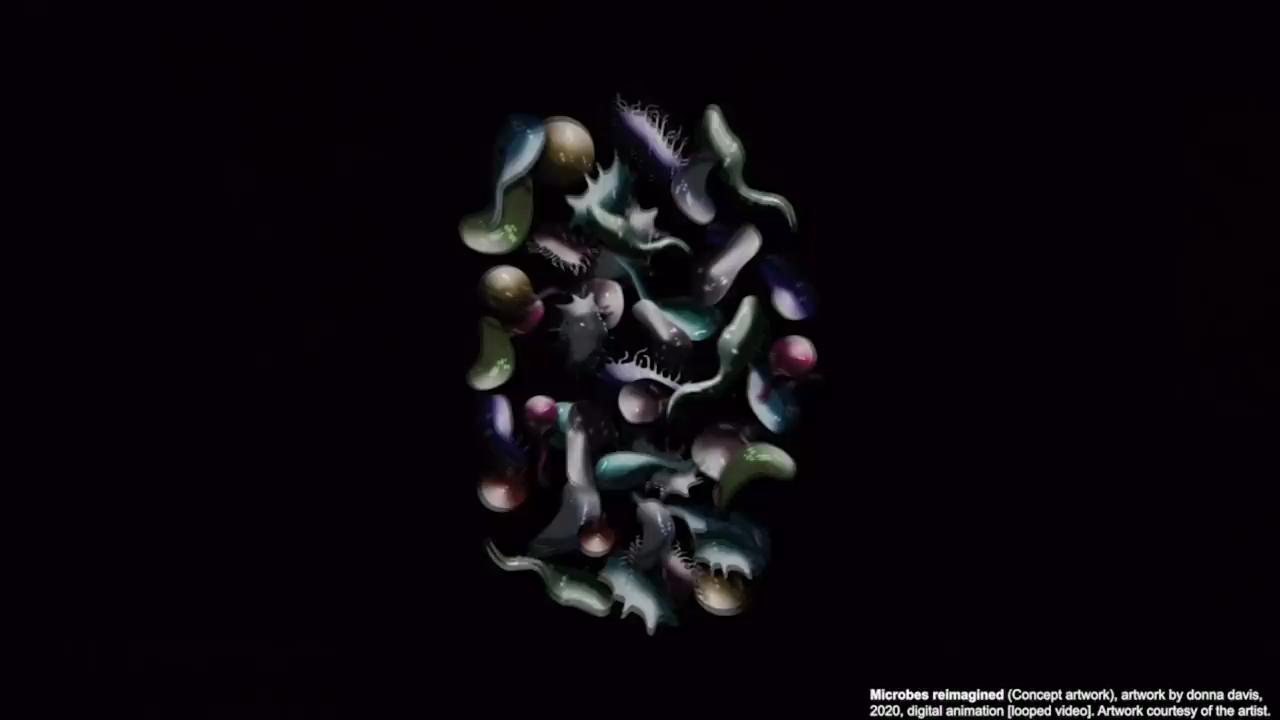 Microbes reimagined (Concept artwork), artwork by donna davis,
2020, digital animation [looped video]. Artwork courtesy of the artist.